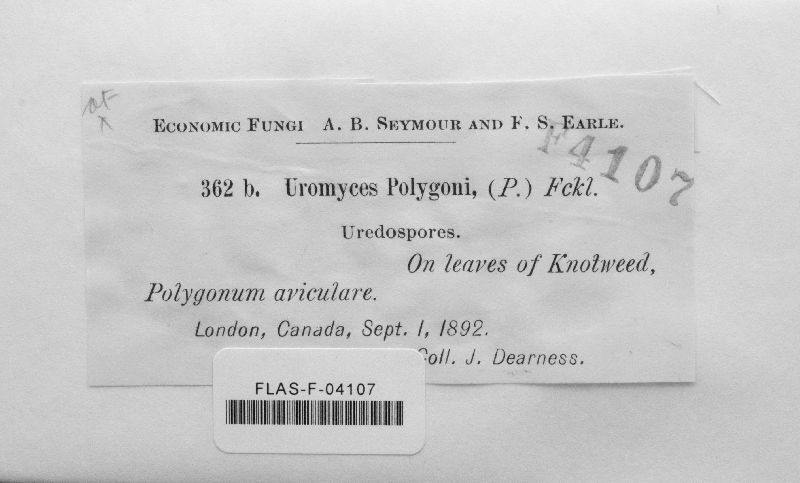 at
ECONOMIC FUNGI A. B. SEYMOUR AND F. S. EARLE.
F4107
362 b. Uromyces Polygoni, (P.) Fckl.
Uredospores.
On leaves of Knotweed,
Polygonum aviculare.
London, Canada, Sept. 1, 1892.
Coll. J. Dearness.
FLAS-F-04107